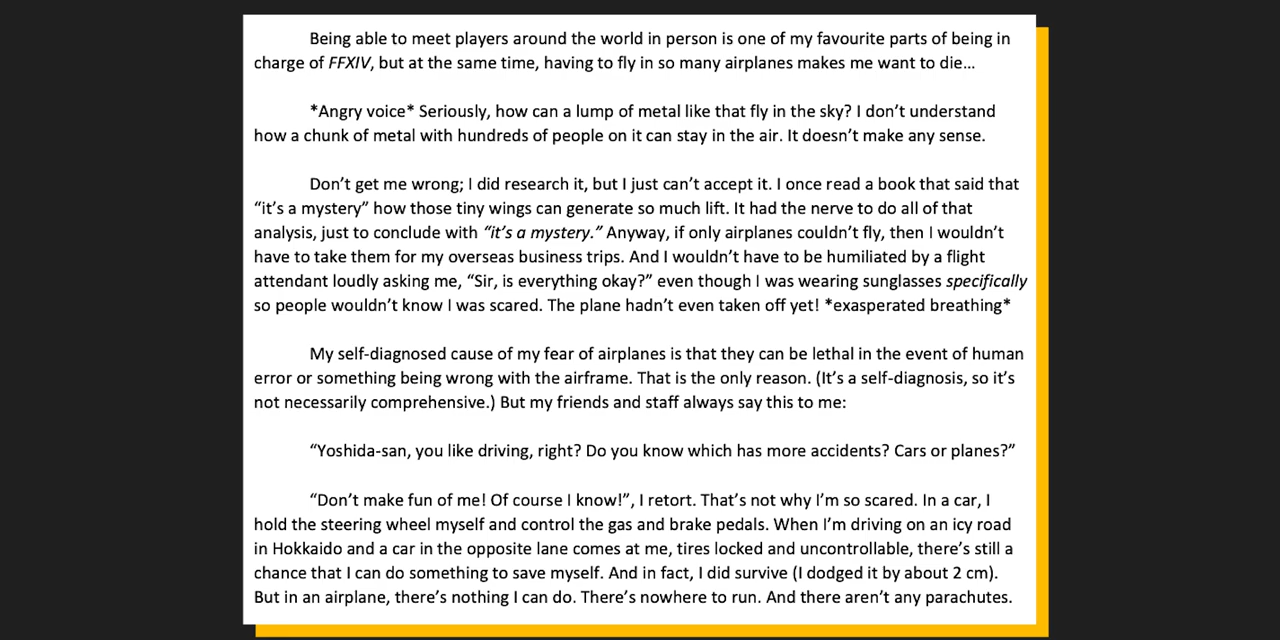 Being able to meet players around the world in person is one of my favourite parts of being in
charge of FFXIV, but at the same time, having to fly in so many airplanes makes me want to die…
*Angry voice* Seriously, how can a lump of metal like that fly in the sky? I don’t understand
how a chunk of metal with hundreds of people on it can stay in the air. It doesn’t make any sense.
Don’t get me wrong; I did research it, but I just can’t accept it. I once read a book that said that
“it’s a mystery” how those tiny wings can generate so much lift. It had the nerve to do all of that
analysis, just to conclude with “it’s a mystery.” Anyway, if only airplanes couldn’t fly, then I wouldn’t
have to take them for my overseas business trips. And I wouldn’t have to be humiliated by a flight
attendant loudly asking me, “Sir, is everything okay?” even though I was wearing sunglasses specifically
so people wouldn’t know I was scared. The plane hadn’t even taken off yet! *exasperated breathing*
My self-diagnosed cause of my fear of airplanes is that they can be lethal in the event of human
error or something being wrong with the airframe. That is the only reason. (It’s a self-diagnosis, so it’s
not necessarily comprehensive.) But my friends and staff always say this to me:
“Yoshida-san, you like driving, right? Do you know which has more accidents? Cars or planes?”
“Don’t make fun of me! Of course I know!”, I retort. That’s not why I’m so scared. In a car, I
hold the steering wheel myself and control the gas and brake pedals. When I’m driving on an icy road
in Hokkaido and a car in the opposite lane comes at me, tires locked and uncontrollable, there’s still a
chance that I can do something to save myself. And in fact, I did survive (I dodged it by about 2 cm).
But in an airplane, there’s nothing I can do. There’s nowhere to run. And there aren’t any parachutes.